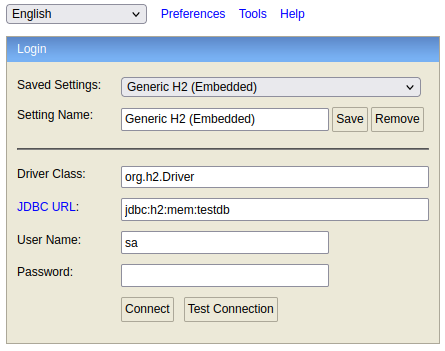 English Preferences Tools Help
Login
Saved Settings: Generic H2 (Embedded)
Setting Name: Generic H2 (Embedded) Save Remove
Driver Class: org.h2.Driver
JDBC URL: jdbc:h2:mem:testdb
User Name: sa
Password:
Connect Test Connection